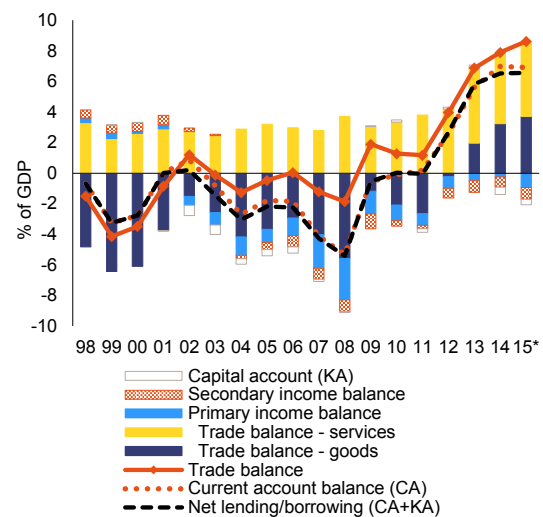 % of GDP
10
8
6
4
2
0
-2
-4
-6
-8
-10
98 99 00 01 02 03 04 05 06 07 08 09 10 11 12 13 14 15*
Capital account (KA)
Secondary income balance
Primary income balance
Trade balance - services
Trade balance - goods
Trade balance
Current account balance (CA)
Net lending/borrowing (CA+KA)